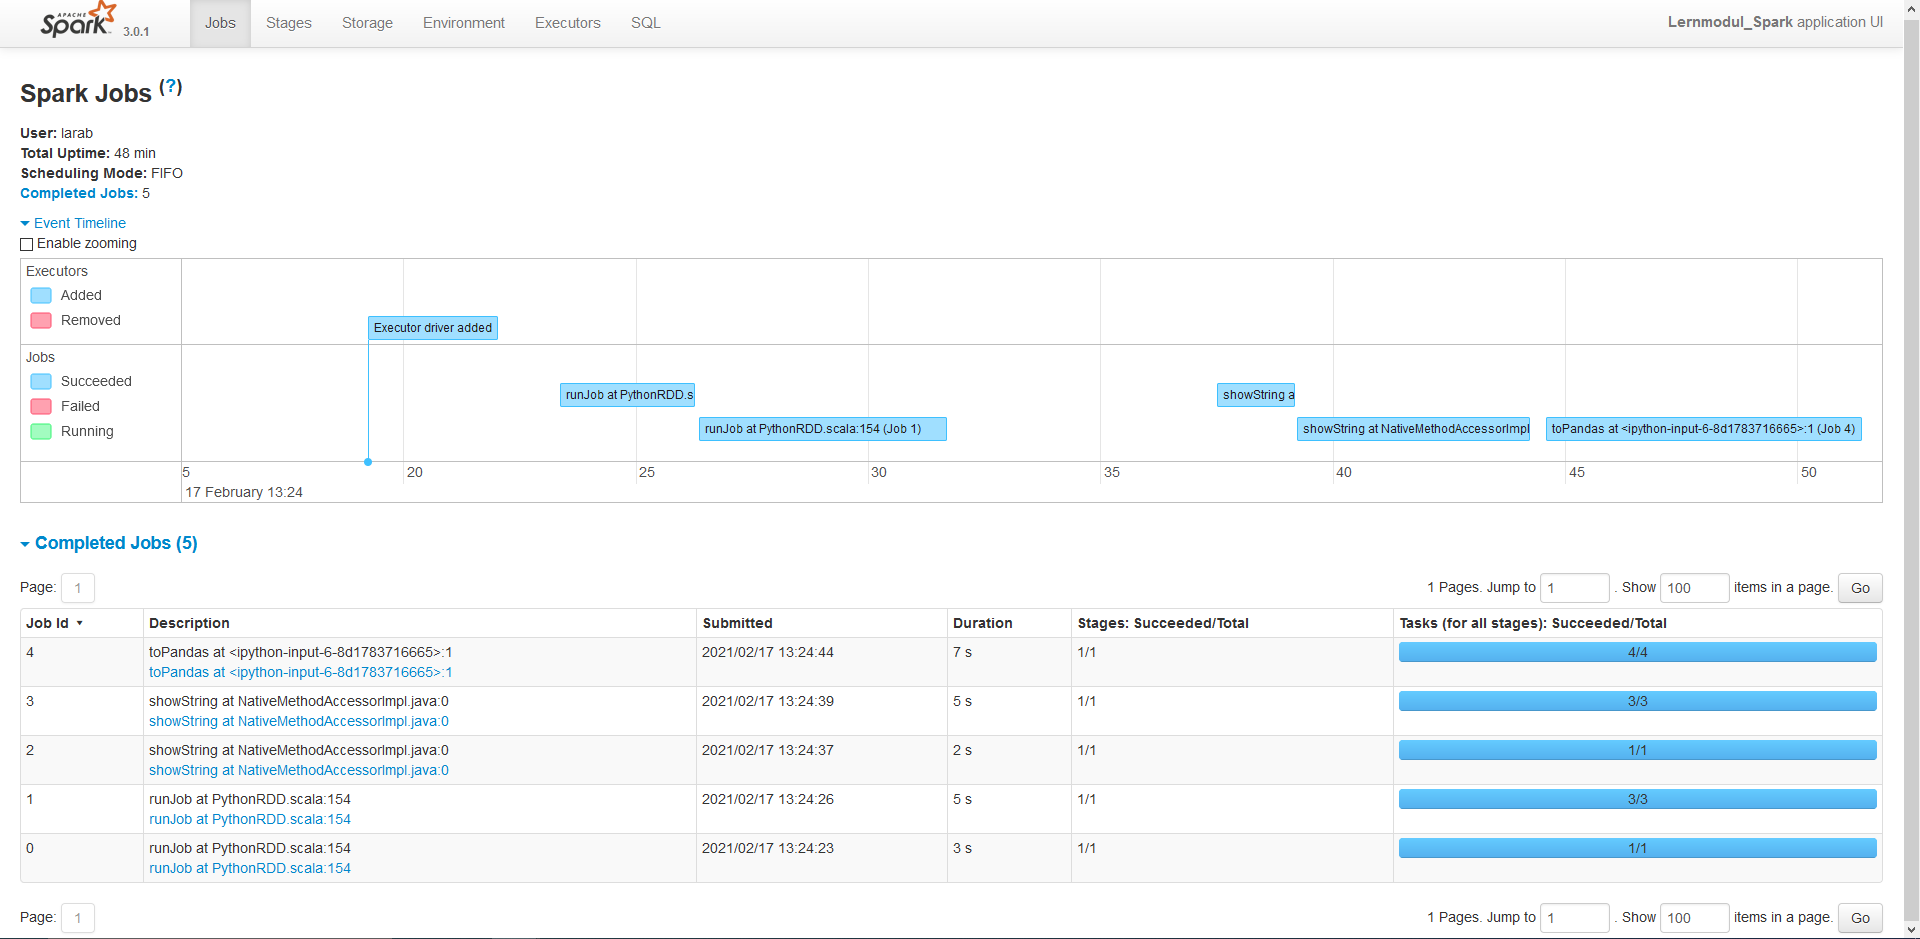 APACHE
Spark 3.0.1
Jobs Stages Storage Environment Executors SQL
Lernmodul_Spark application UI
Spark Jobs (?)
User: larab
Total Uptime: 48 min
Scheduling Mode: FIFO
Completed Jobs: 5
Event Timeline
Enable zooming
Executors
Added
Removed
Executor driver added
Jobs
Succeeded
Failed
Running
runJob at PythonRDD.s
runJob at PythonRDD.scala:154 (Job 1)
showString a
showString at NativeMethodAccessorImpl
toPandas at <ipython-input-6-8d1783716665>:1 (Job 4)
5 20 25 30 35 40 45 50
17 February 13:24
Completed Jobs (5)
Page: 1
1 Pages. Jump to 1 . Show 100 items in a page. Go
Job Id ▾ Description Submitted Duration Stages: Succeeded/Total Tasks (for all stages): Succeeded/Total
4 toPandas at <ipython-input-6-8d1783716665>:1 2021/02/17 13:24:44 7 s 1/1 4/4
toPandas at <ipython-input-6-8d1783716665>:1
3 showString at NativeMethodAccessorImpl.java:0 2021/02/17 13:24:39 5 s 1/1 3/3
showString at NativeMethodAccessorImpl.java:0
2 showString at NativeMethodAccessorImpl.java:0 2021/02/17 13:24:37 2 s 1/1 1/1
showString at NativeMethodAccessorImpl.java:0
1 runJob at PythonRDD.scala:154 2021/02/17 13:24:26 5 s 1/1 3/3
runJob at PythonRDD.scala:154
0 runJob at PythonRDD.scala:154 2021/02/17 13:24:23 3 s 1/1 1/1
runJob at PythonRDD.scala:154
Page: 1
1 Pages. Jump to 1 . Show 100 items in a page. Go